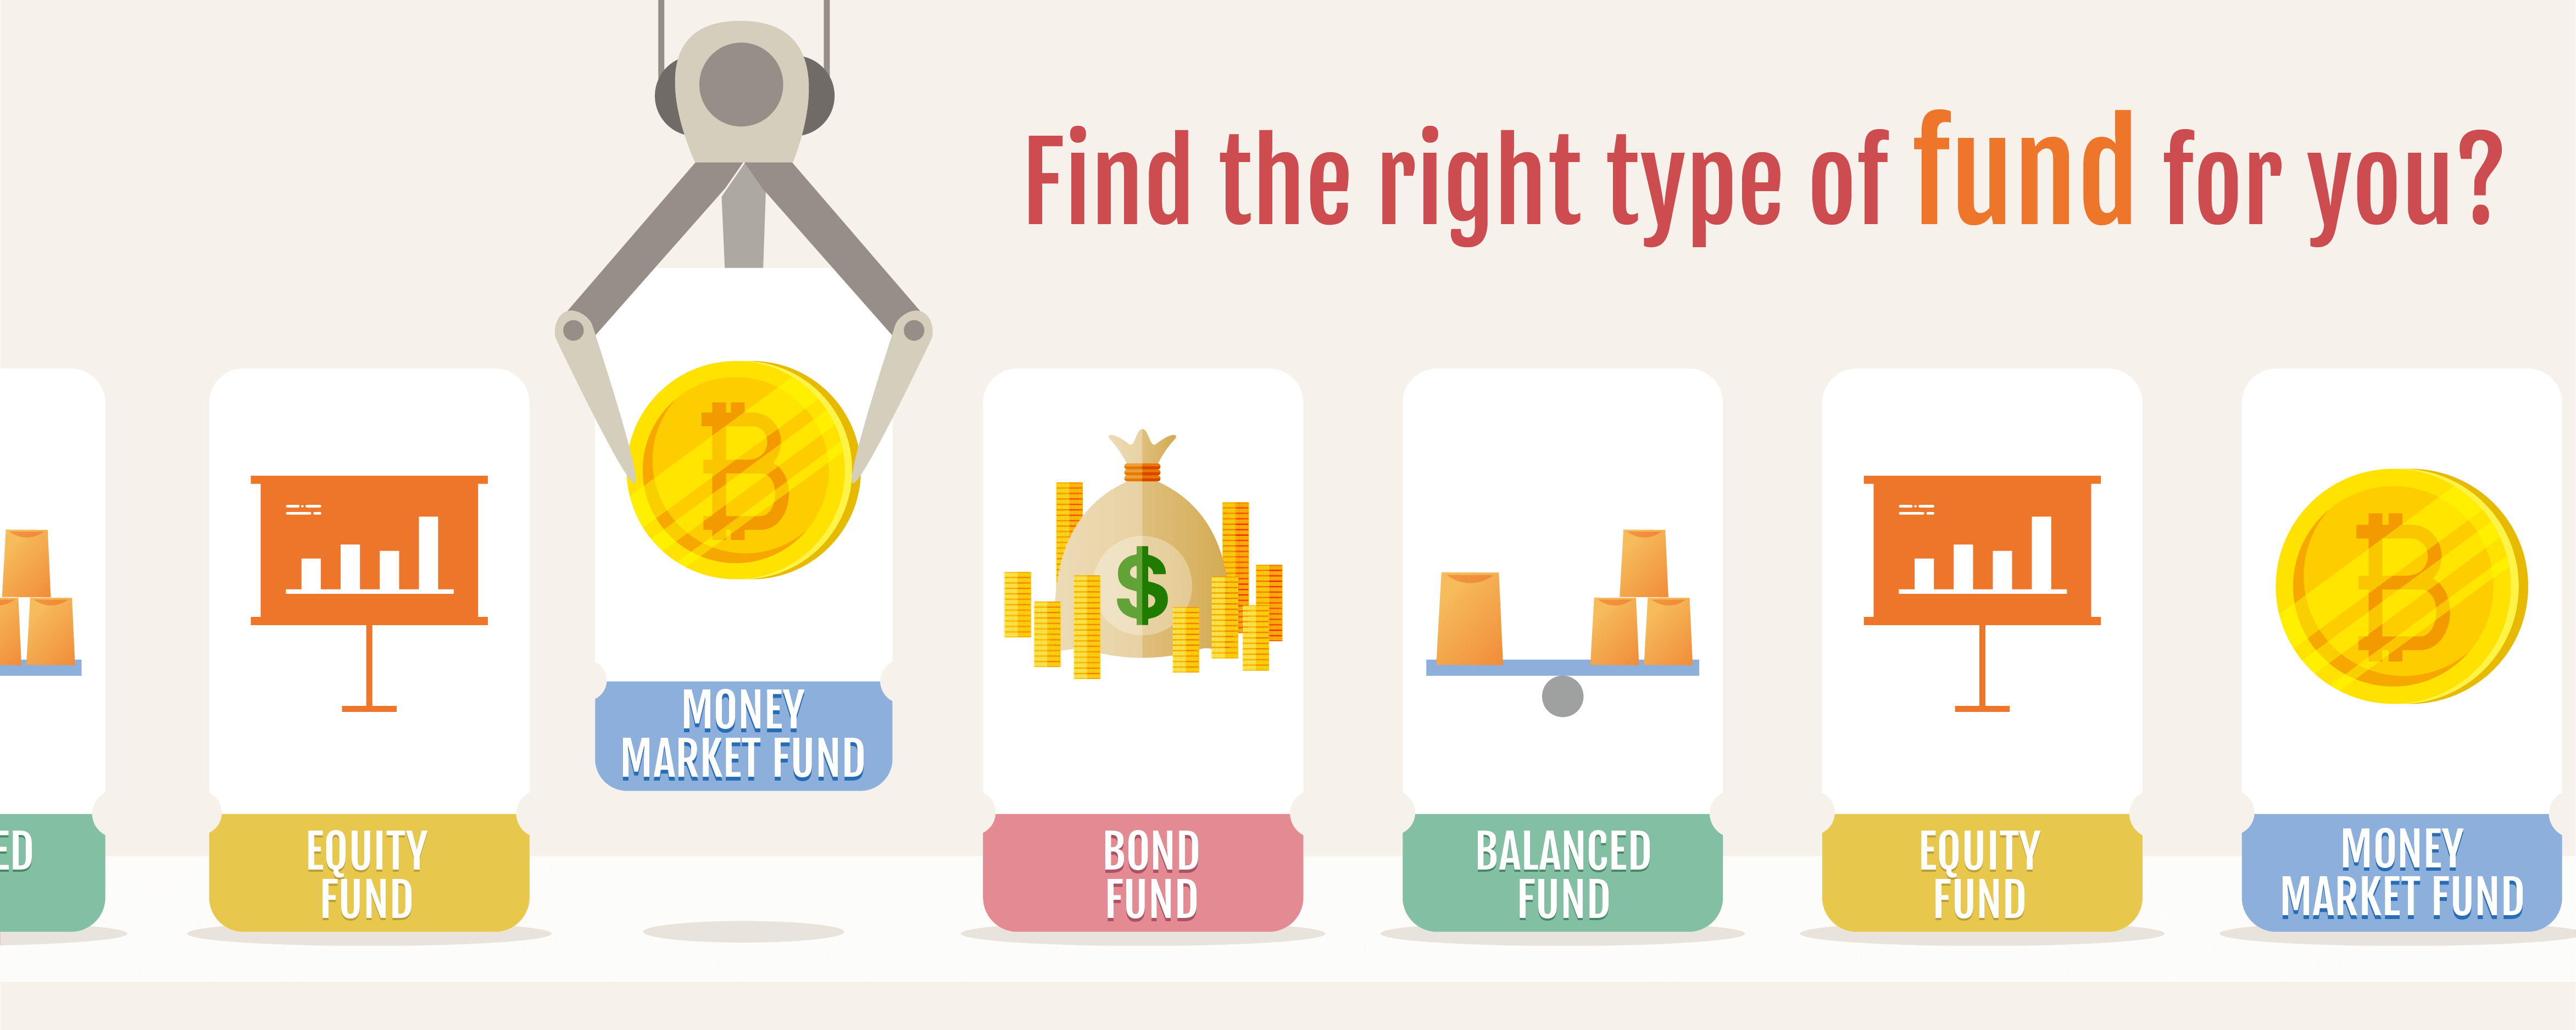 Find the right type of fund for you?
ED
EQUITY
FUND
MONEY
MARKET FUND
BOND
FUND
BALANCED
FUND
EQUITY
FUND
MONEY
MARKET FUND